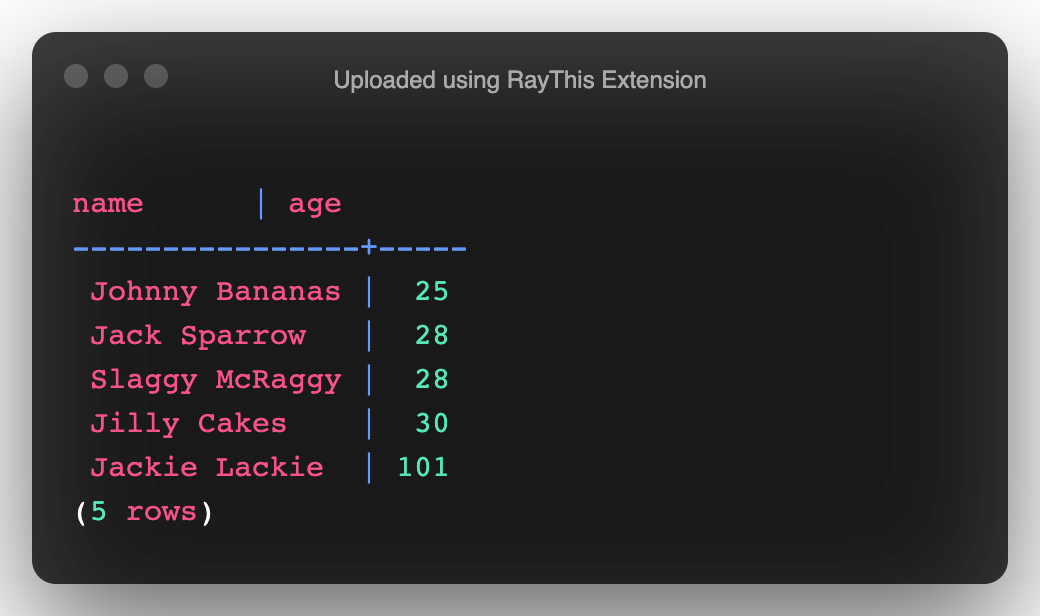 Uploaded using RayThis Extension
name      | age
----------------+-----
 Johnny Bananas |  25
 Jack Sparrow   |  28
 Slaggy McRaggy |  28
 Jilly Cakes    |  30
 Jackie Lackie  | 101
(5 rows)